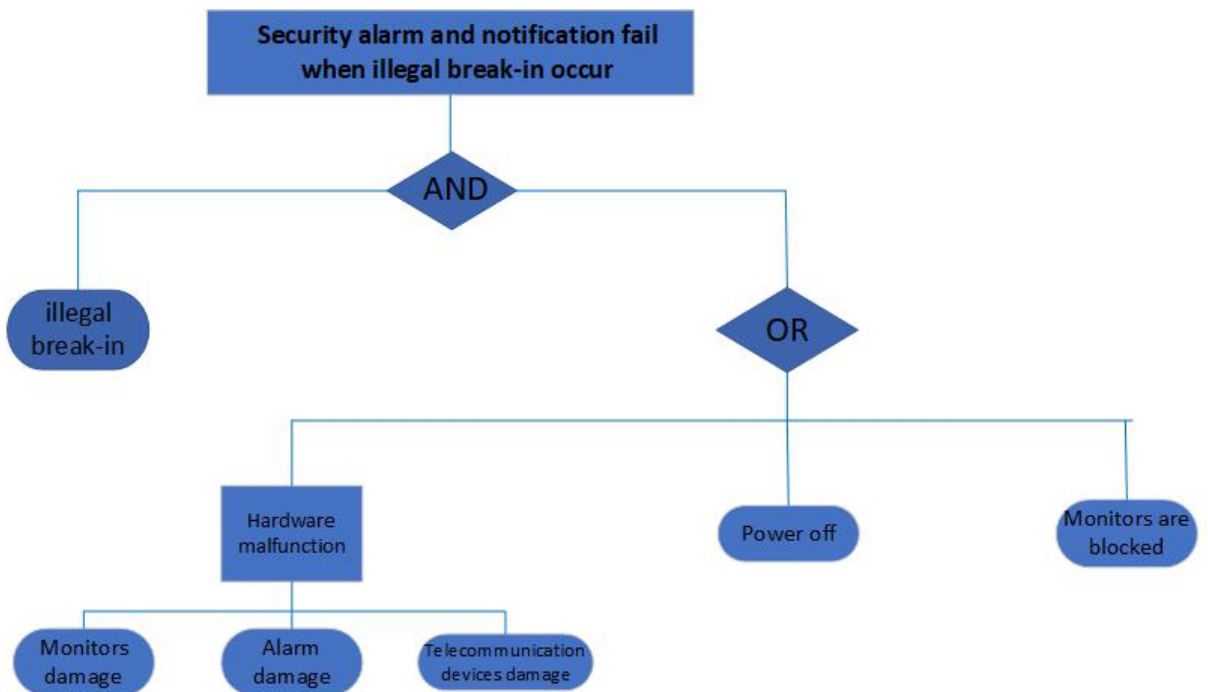 Security alarm and notification fail
when illegal break-in occur
AND
illegal
break-in
OR
Hardware
malfunction
Power off
Monitors are
blocked
Monitors
damage
Alarm
damage
Telecommunication
devices damage